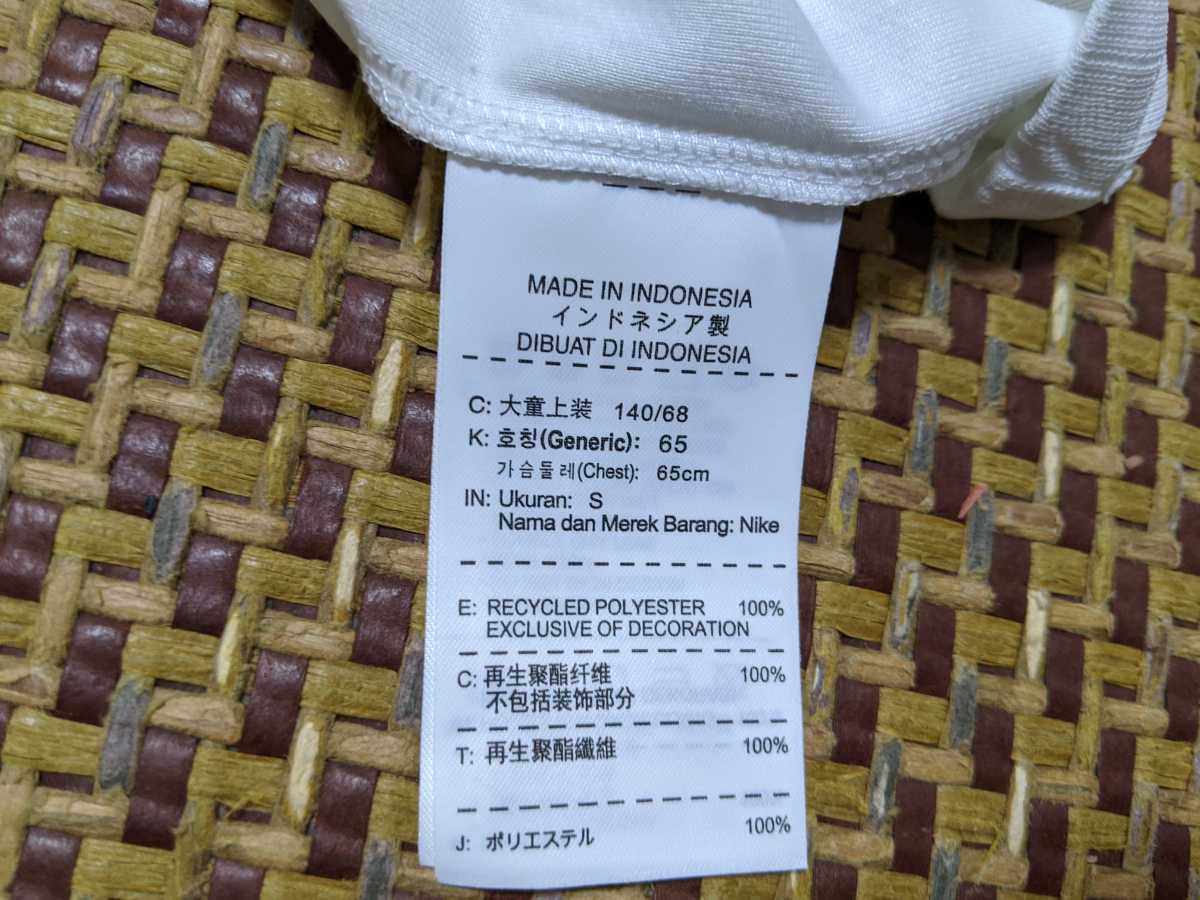 MADE IN INDONESIA
インドネシア製
DIBUAT DI INDONESIA
C: 大童上装 140/68
K: 호칭(Generic): 65
가슴둘레(Chest): 65cm
IN: Ukuran: S
Nama dan Merek Barang: Nike
E: RECYCLED POLYESTER 100%
EXCLUSIVE OF DECORATION
C: 再生聚酯纤维 100%
不包括装饰部分
T: 再生聚酯纖維 100%
J: ポリエステル 100%